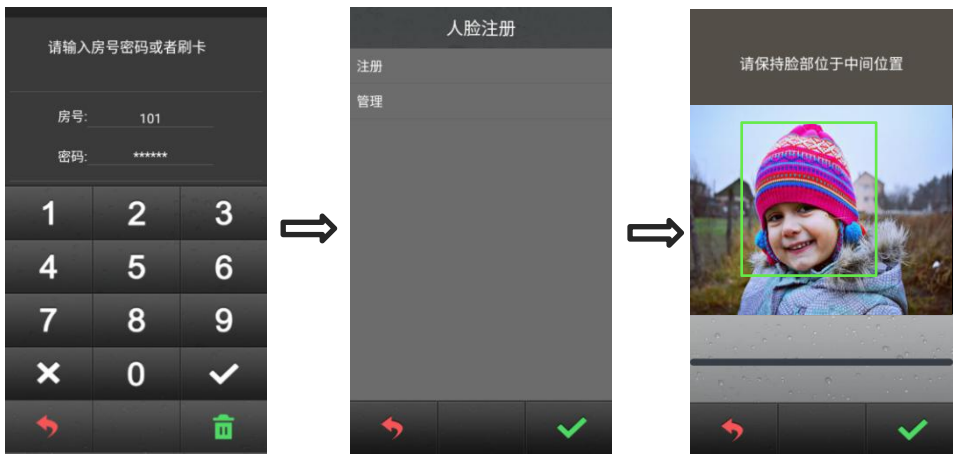 请输入房号密码或者刷卡
房号: 101
密码: ******
1 2 3
4 5 6
7 8 9
0
人脸注册
注册
管理
请保持脸部位于中间位置